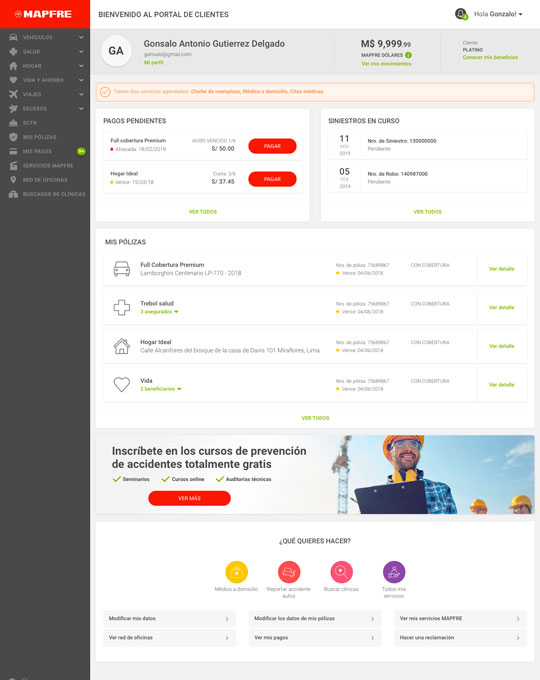 MAPFRE
BIENVENIDO AL PORTAL DE CLIENTES
Hola Gonzalo!
VEHÍCULOS
SALUD
HOGAR
VIDA Y AHORRO
VIAJES
DECESOS
SCTR
MIS PÓLIZAS
MIS PAGOS
SERVICIOS MAPFRE
RED DE OFICINAS
BUSCADOR DE CLÍNICAS
GA
Gonsalo Antonio Gutierrez Delgado
gonsalo@gmail.com
Mi perfil
M$ 9,999.99
MAPFRE DÓLARES
Ver mis movimientos
Cliente
PLATINO
Conocer mis beneficios
Tienes dos servicios agendados. Chofer de reemplazo, Médico a domicilio, Citas médicas
PAGOS PENDIENTES
Full cobertura Premium
Atrasada: 18/02/2019
AVISO VENCIDO 1/6
S/ 50.00
PAGAR
Hogar Ideal
Vence: 15/03/18
Cuota: 3/6
S/ 37.45
PAGAR
VER TODOS
SINIESTROS EN CURSO
11
NOV
2019
Nro. de Siniestro: 130000000
Pendiente
05
FEB
2019
Nro. de Robo: 140987000
Pendiente
VER TODOS
MIS PÓLIZAS
Full Cobertura Premium
Lamborghini Centenario LP-770 - 2018
Nro. de póliza: 75689867
Vence: 04/06/2018
CON COBERTURA
Ver detalle
Trebol salud
3 asegurados
Nro. de póliza: 75689867
Vence: 04/06/2018
CON COBERTURA
Ver detalle
Hogar Ideal
Calle Alcanfores del bosque de la casa de Davis 101 Miraflores, Lima
Nro. de póliza: 75689867
Vence: 04/06/2018
CON COBERTURA
Ver detalle
Vida
2 beneficiarios
Nro. de póliza: 75689867
Vence: 04/06/2018
CON COBERTURA
Ver detalle
VER TODOS
Inscríbete en los cursos de prevención
de accidentes totalmente gratis
Seminarios
Cursos online
Auditorías técnicas
VER MÁS
¿QUÉ QUIERES HACER?
Médico a domicilio
Reportar accidente
autos
Buscar clínicas
Todos mis
servicios
Modificar mis datos
Modificar los datos de mis pólizas
Ver mis servicios MAPFRE
Ver red de oficinas
Ver mis pagos
Hacer una reclamación